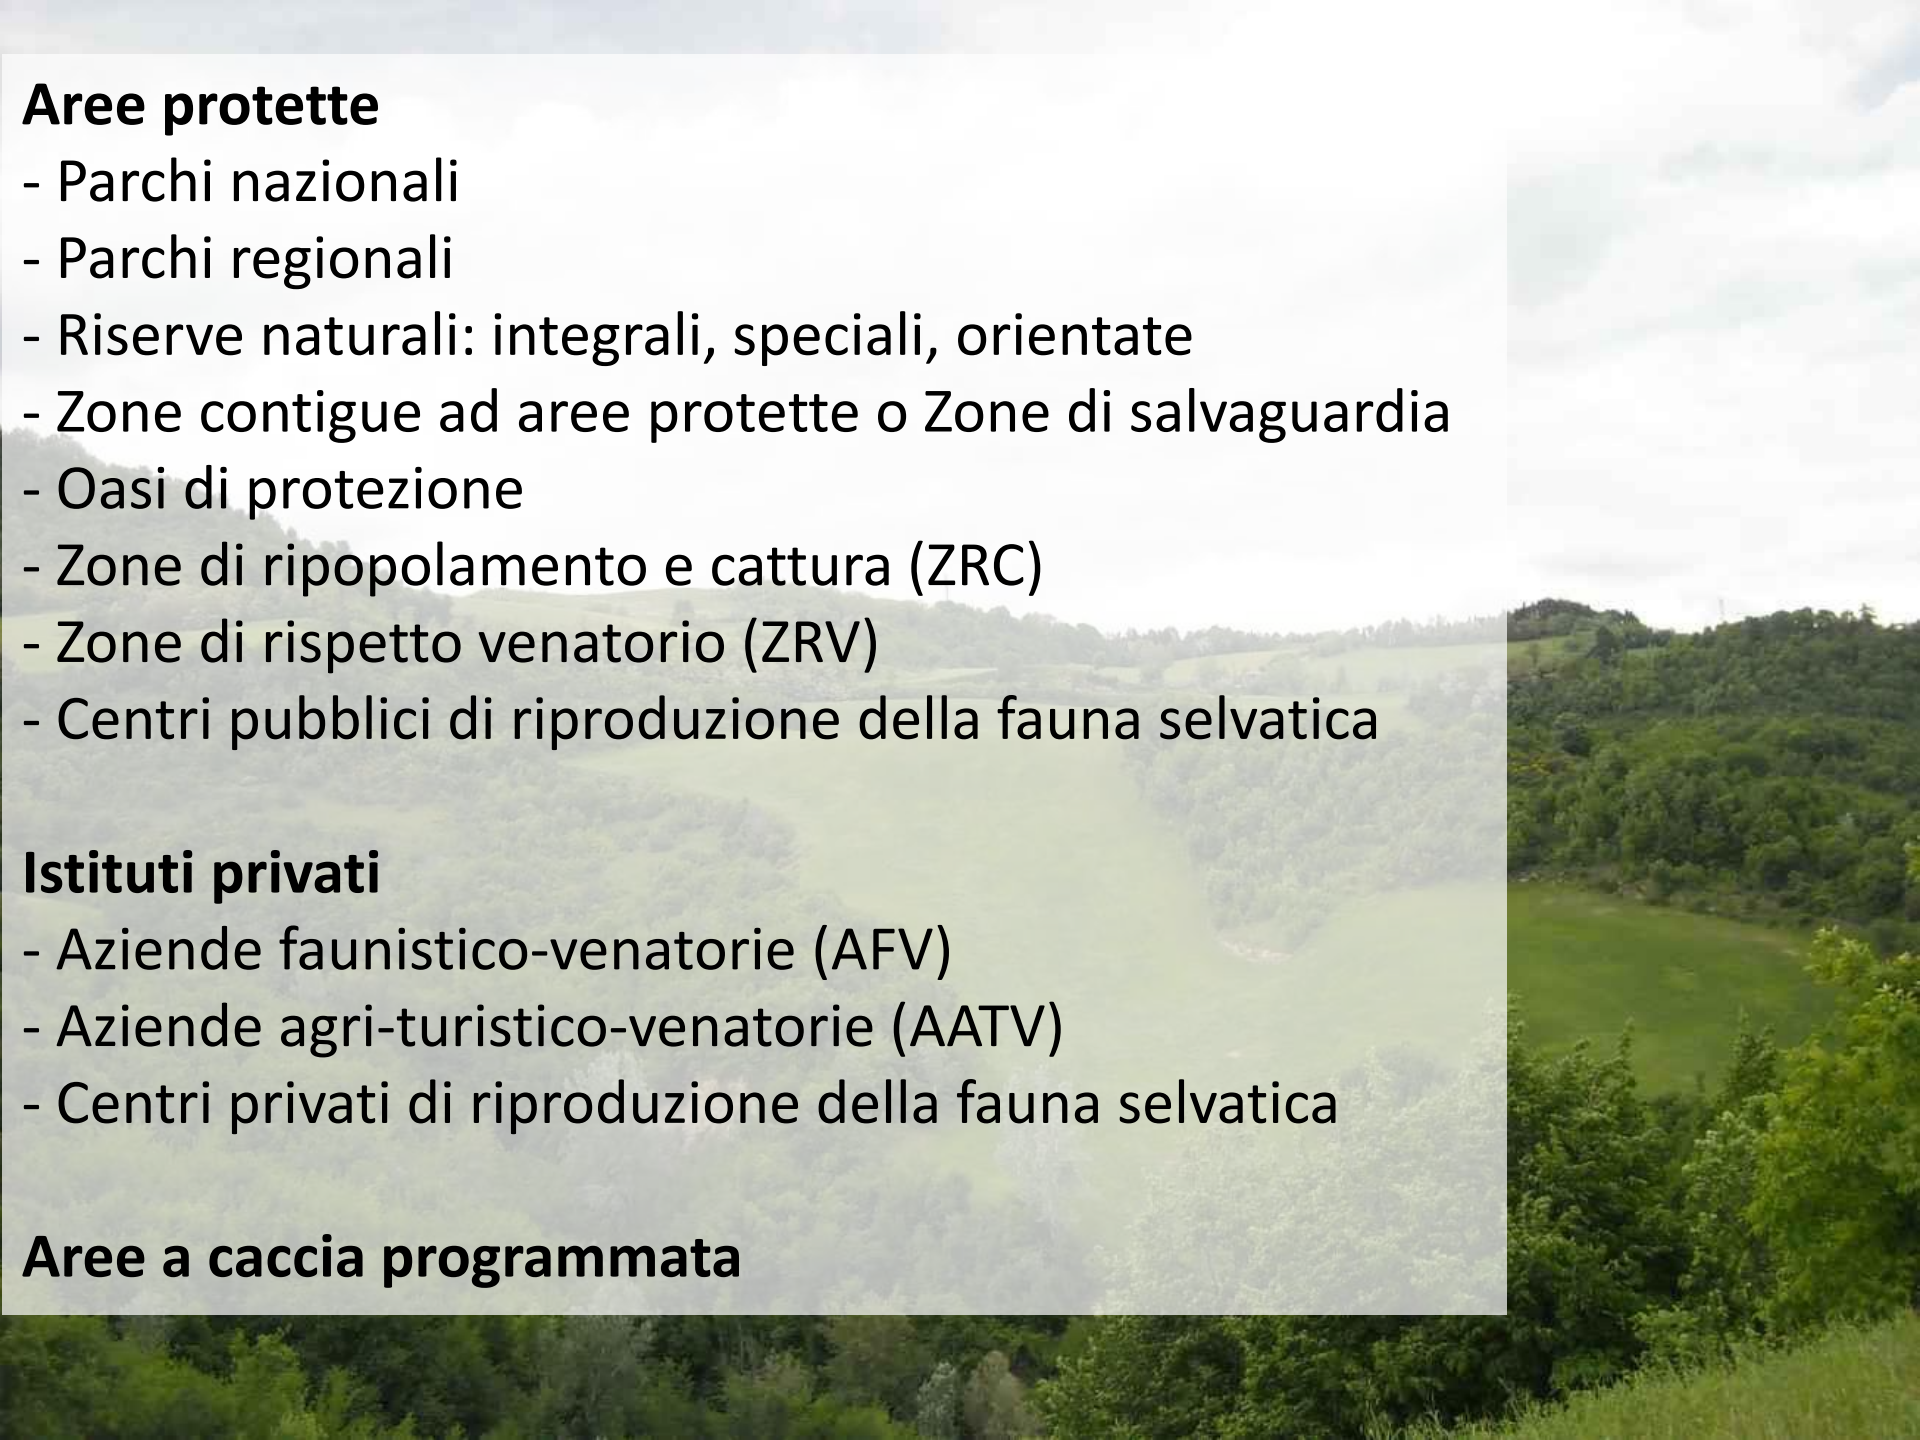 Aree protette
- Parchi nazionali
- Parchi regionali
- Riserve naturali: integrali, speciali, orientate
- Zone contigue ad aree protette o Zone di salvaguardia
- Oasi di protezione
- Zone di ripopolamento e cattura (ZRC)
- Zone di rispetto venatorio (ZRV)
- Centri pubblici di riproduzione della fauna selvatica
Istituti privati
- Aziende faunistico-venatorie (AFV)
- Aziende agri-turistico-venatorie (AATV)
- Centri privati di riproduzione della fauna selvatica
Aree a caccia programmata